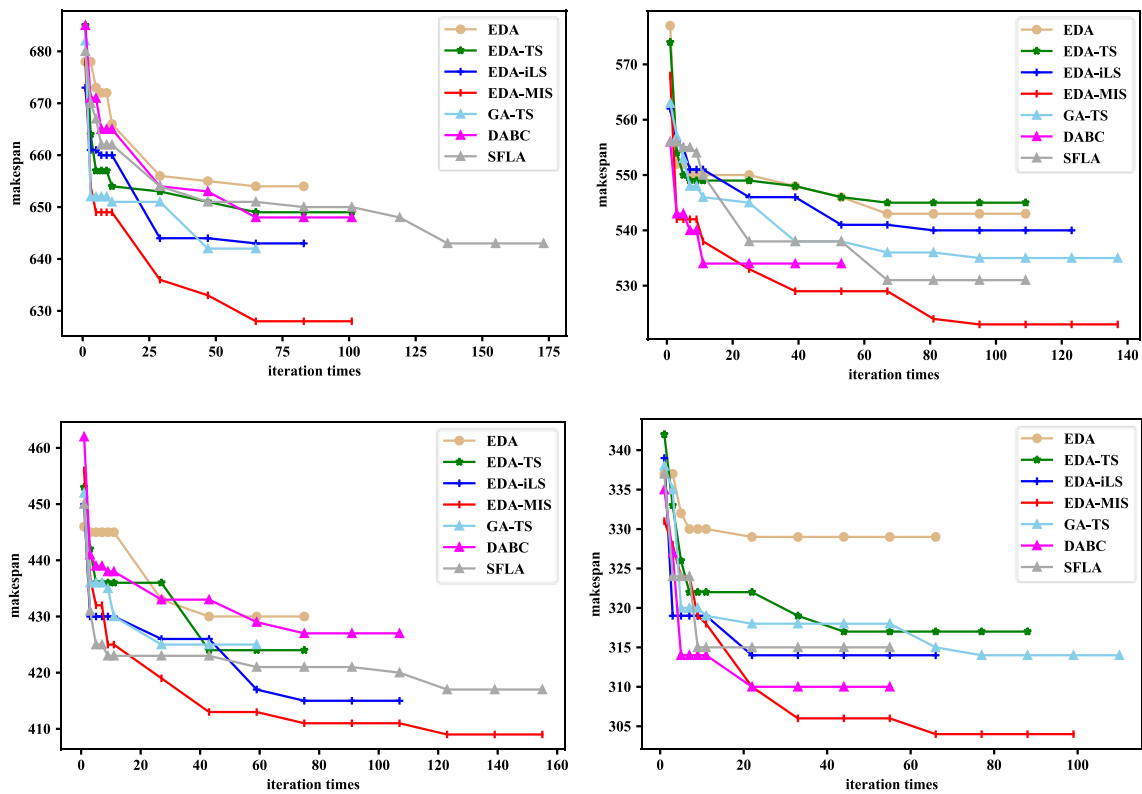 680
670
660
650
640
630
makespan
0
25
50
75
100
125
150
175
iteration times
EDA
EDA-TS
EDA-iLS
EDA-MIS
GA-TS
DABC
SFLA
570
560
550
540
530
makespan
0
20
40
60
80
100
120
140
iteration times
EDA
EDA-TS
EDA-iLS
EDA-MIS
GA-TS
DABC
SFLA
460
450
440
430
420
410
makespan
0
20
40
60
80
100
120
140
160
iteration times
EDA
EDA-TS
EDA-iLS
EDA-MIS
GA-TS
DABC
SFLA
340
335
330
325
320
315
310
305
makespan
0
20
40
60
80
100
iteration times
EDA
EDA-TS
EDA-iLS
EDA-MIS
GA-TS
DABC
SFLA